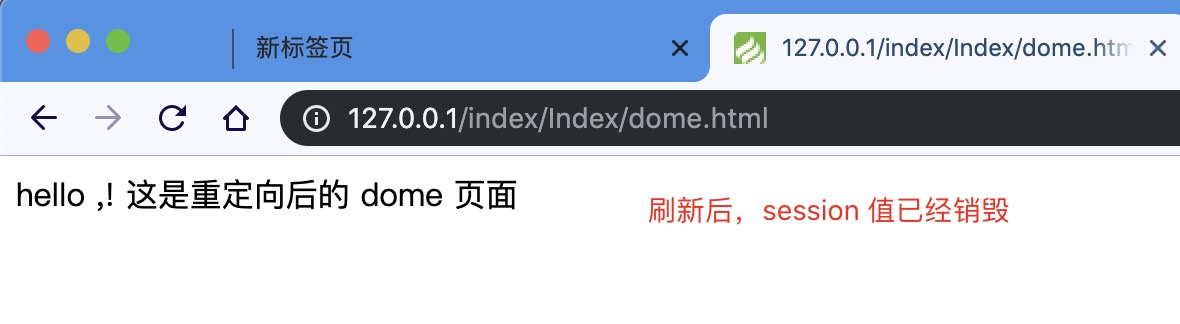 新标签页
127.0.0.1/index/Index/dome.htm
127.0.0.1/index/Index/dome.html
hello ,! 这是重定向后的 dome 页面
刷新后，session 值已经销毁